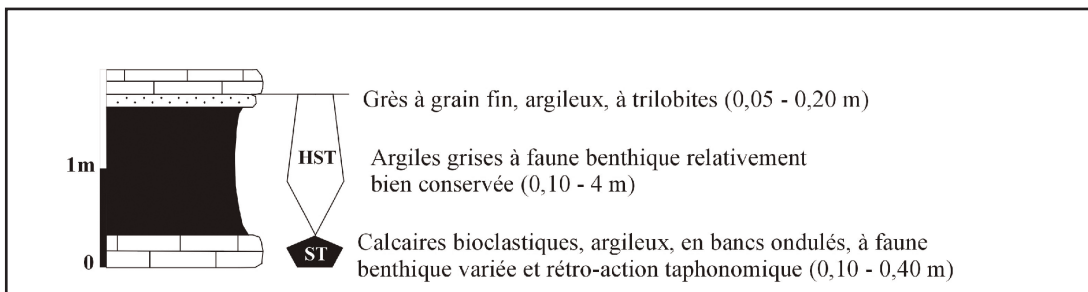 Grès à grain fin, argileux, à trilobites (0,05 - 0,20 m)
1m
HST
Argiles grises à faune benthique relativement
bien conservée (0,10 - 4 m)
ST
Calcaires bioclastiques, argileux, en bancs ondulés, à faune
0
benthique variée et rétro-action taphonomique (0,10 - 0,40 m)